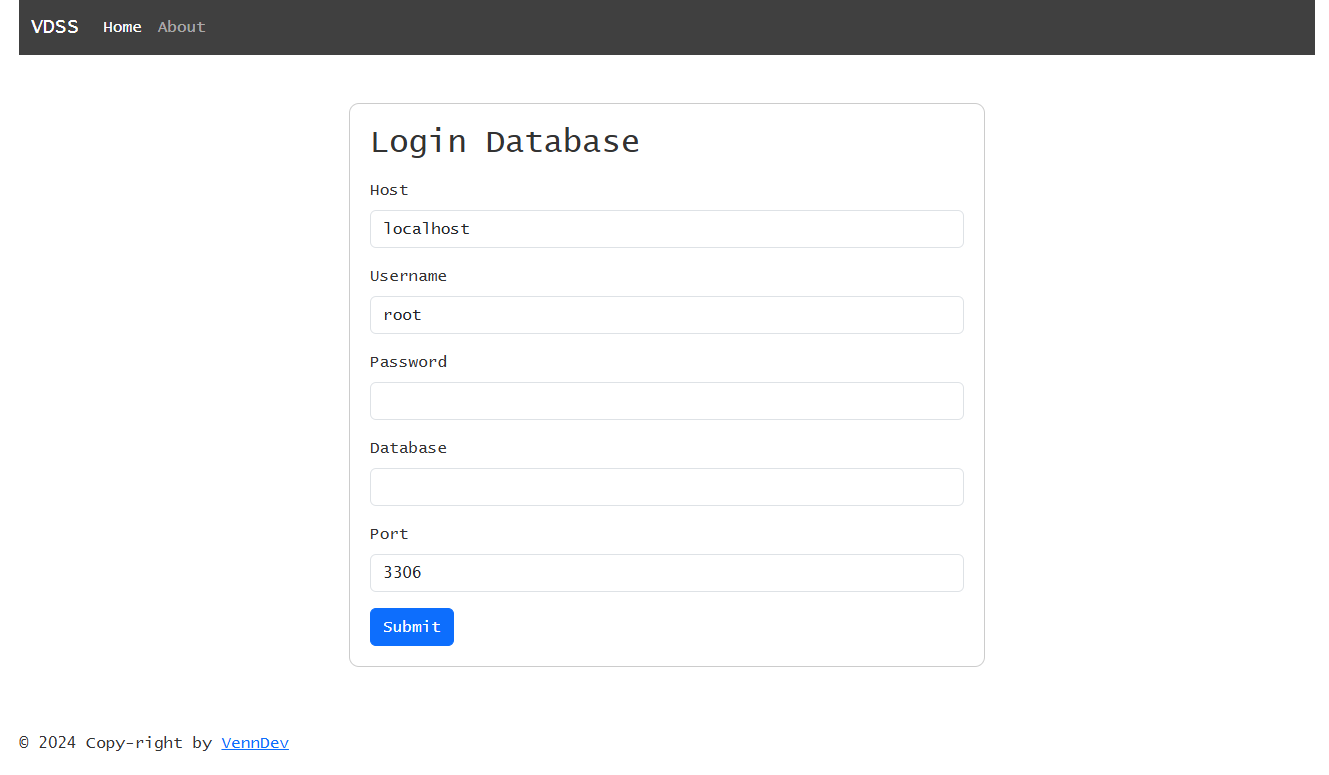 VDSS Home About
Login Database
Host
localhost
Username
root
Password
Database
Port
3306
Submit
© 2024 Copy-right by VennDev